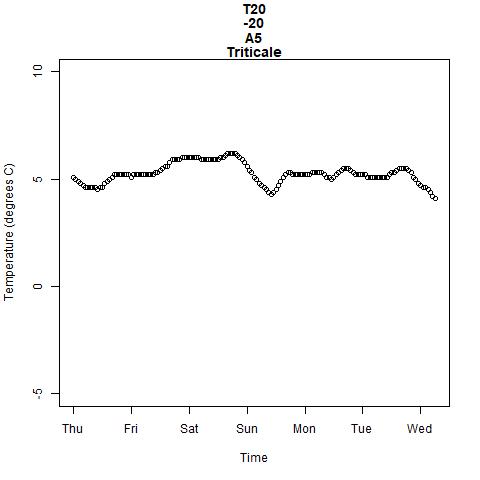 T20
-20
A5
Triticale
Temperature (degrees C)
10
5
0
-5
Thu Fri Sat Sun Mon Tue Wed
Time